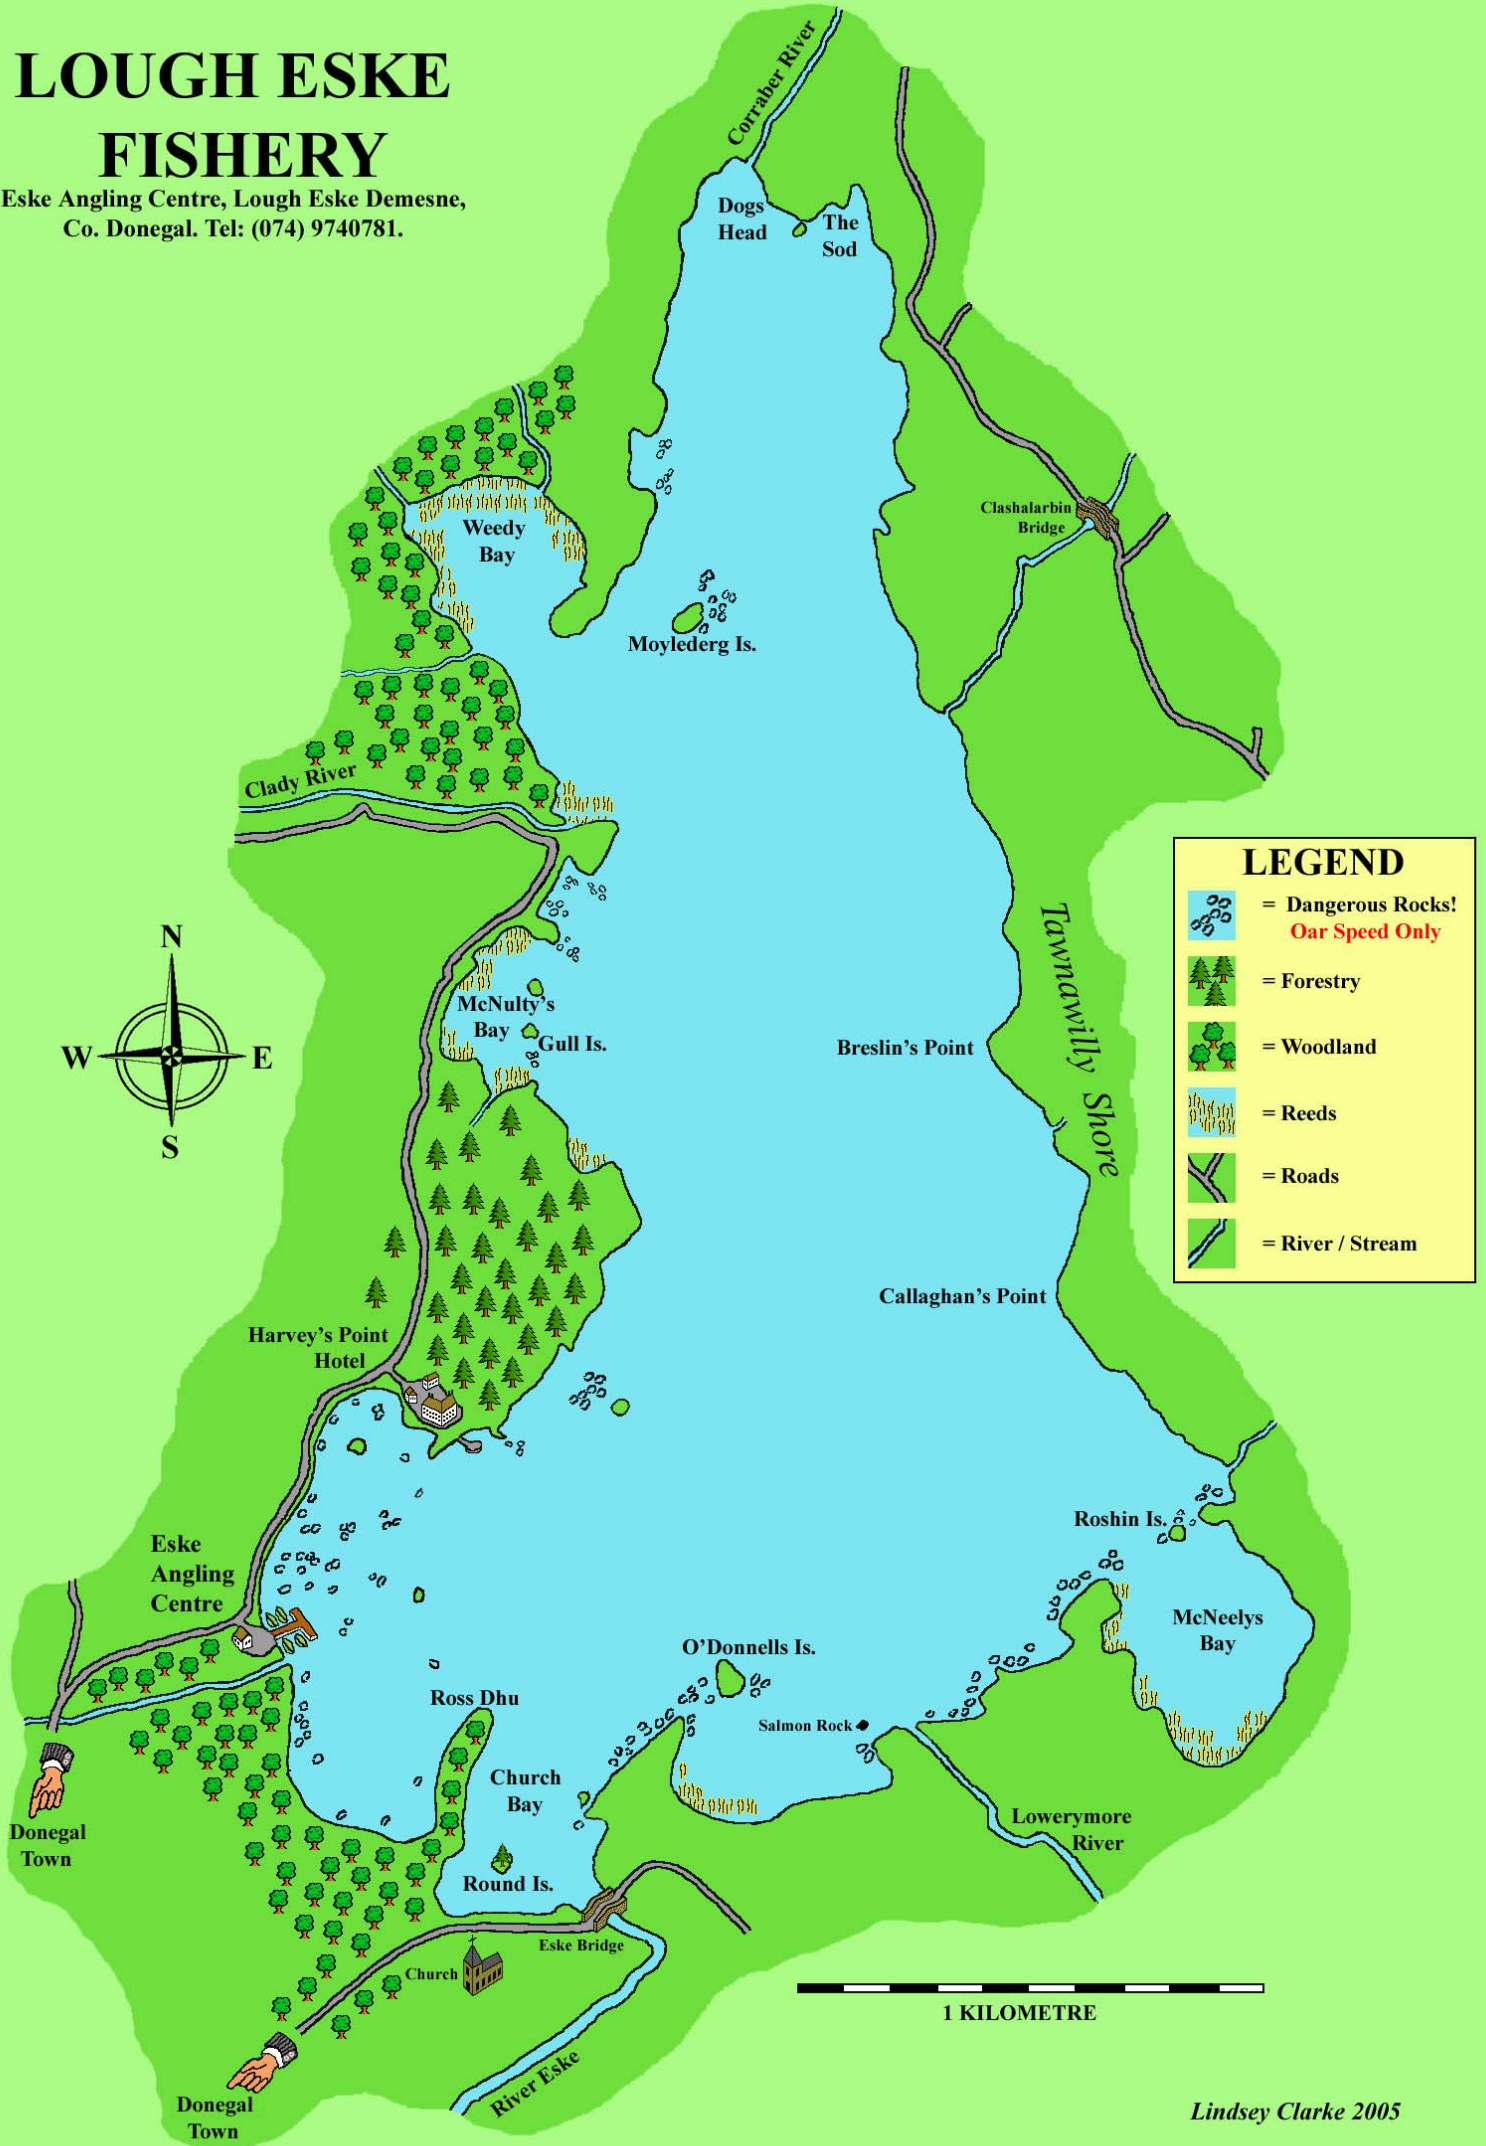 LOUGH ESKE
FISHERY
Eske Angling Centre, Lough Eske Demesne,
Co. Donegal. Tel: (074) 9740781.
Corraber River
Dogs
Head
The
Sod
Weedy
Bay
Clashalarbin
Bridge
Moylederg Is.
Clady River
LEGEND
= Dangerous Rocks!
Oar Speed Only
= Forestry
= Woodland
= Reeds
= Roads
= River / Stream
Tawnawilly Shore
N
W
E
S
McNulty's
Bay
Gull Is.
Breslin's Point
Callaghan's Point
Harvey's Point
Hotel
Roshin Is.
Eske
Angling
Centre
McNeelys
Bay
O'Donnells Is.
Ross Dhu
Salmon Rock
Church
Bay
Lowerymore
River
Donegal
Town
Round Is.
Eske Bridge
Church
1 KILOMETRE
River Eske
Donegal
Town
Lindsey Clarke 2005